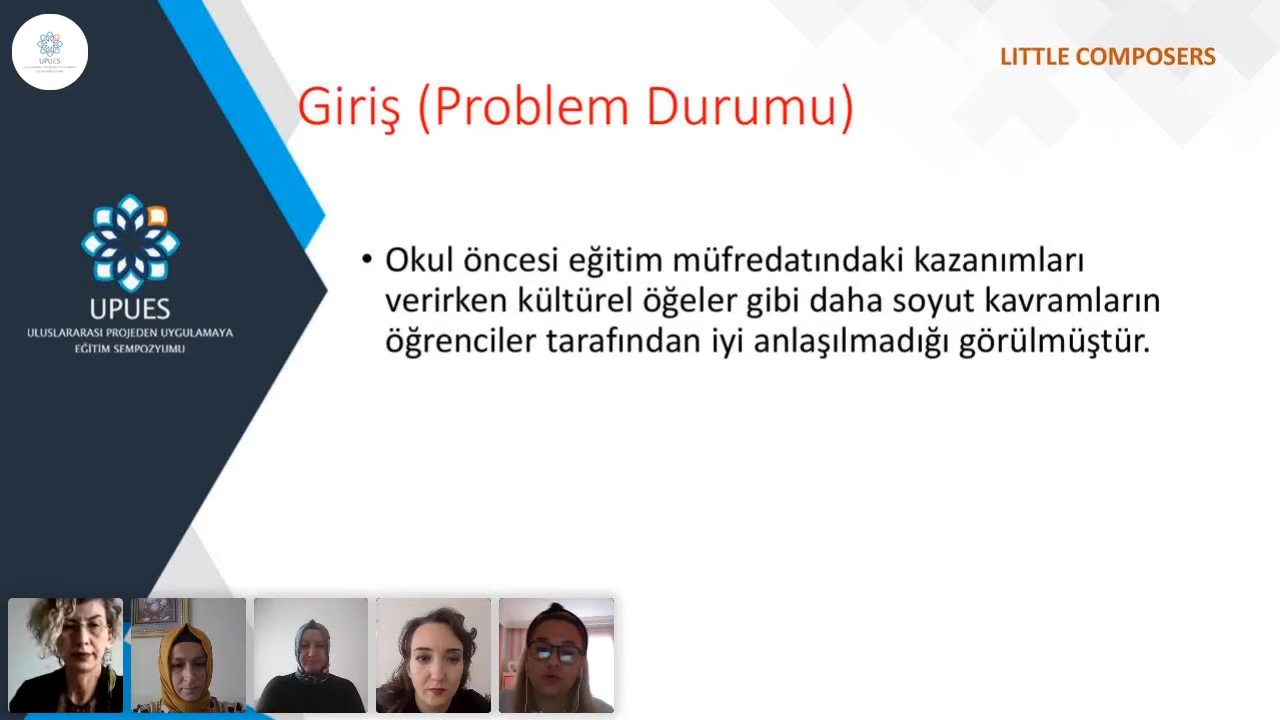 UPUES
LITTLE COMPOSERS
Giriş (Problem Durumu)
• Okul öncesi eğitim müfredatındaki kazanımları
verirken kültürel öğeler gibi daha soyut kavramların
öğrenciler tarafından iyi anlaşılmadığı görülmüştür.
UPUES
ULUSLARARASI PROJEDEN UYGULAMAYA
EĞİTİM SEMPOZYUMU